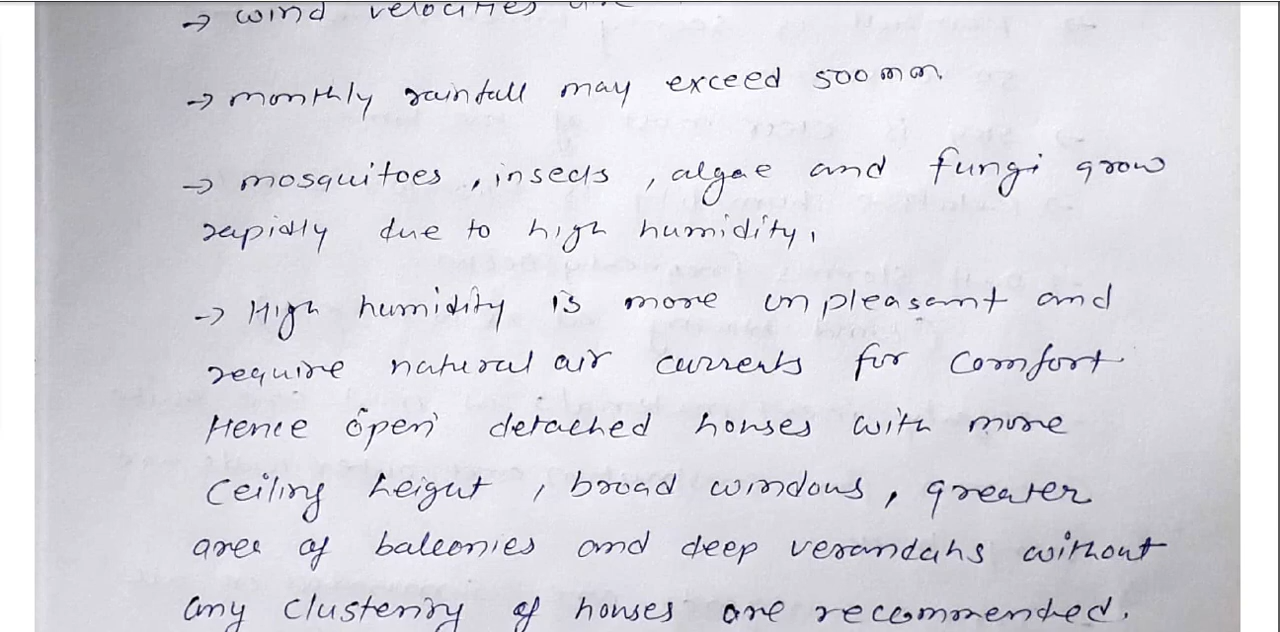 → wind velocities
→ monthly rainfall may exceed 500 mm.
→ mosquitoes, insects, algae and fungi grow
rapidly due to high humidity,
→ High humidity is more unpleasant and
require natural air currents for comfort
Hence open detached houses with more
ceiling height, broad windows, greater
area of balconies and deep verandahs without
any clustering of houses are recommended.